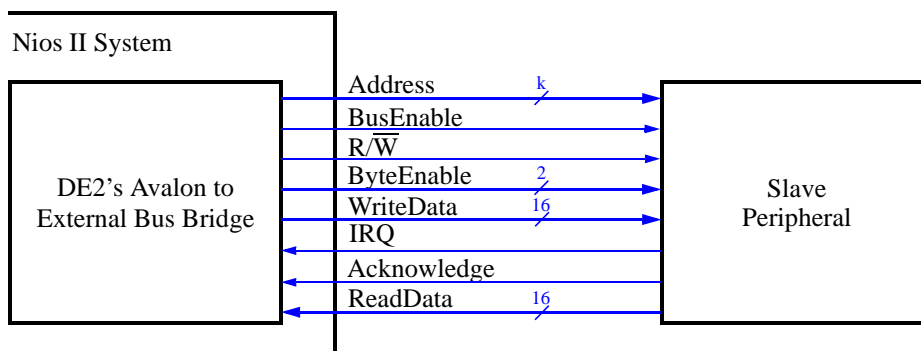 Nios II System
DE2's Avalon to
External Bus Bridge
Address
k
BusEnable
R/W̅
ByteEnable
2
WriteData
16
IRQ
Acknowledge
ReadData
16
Slave
Peripheral